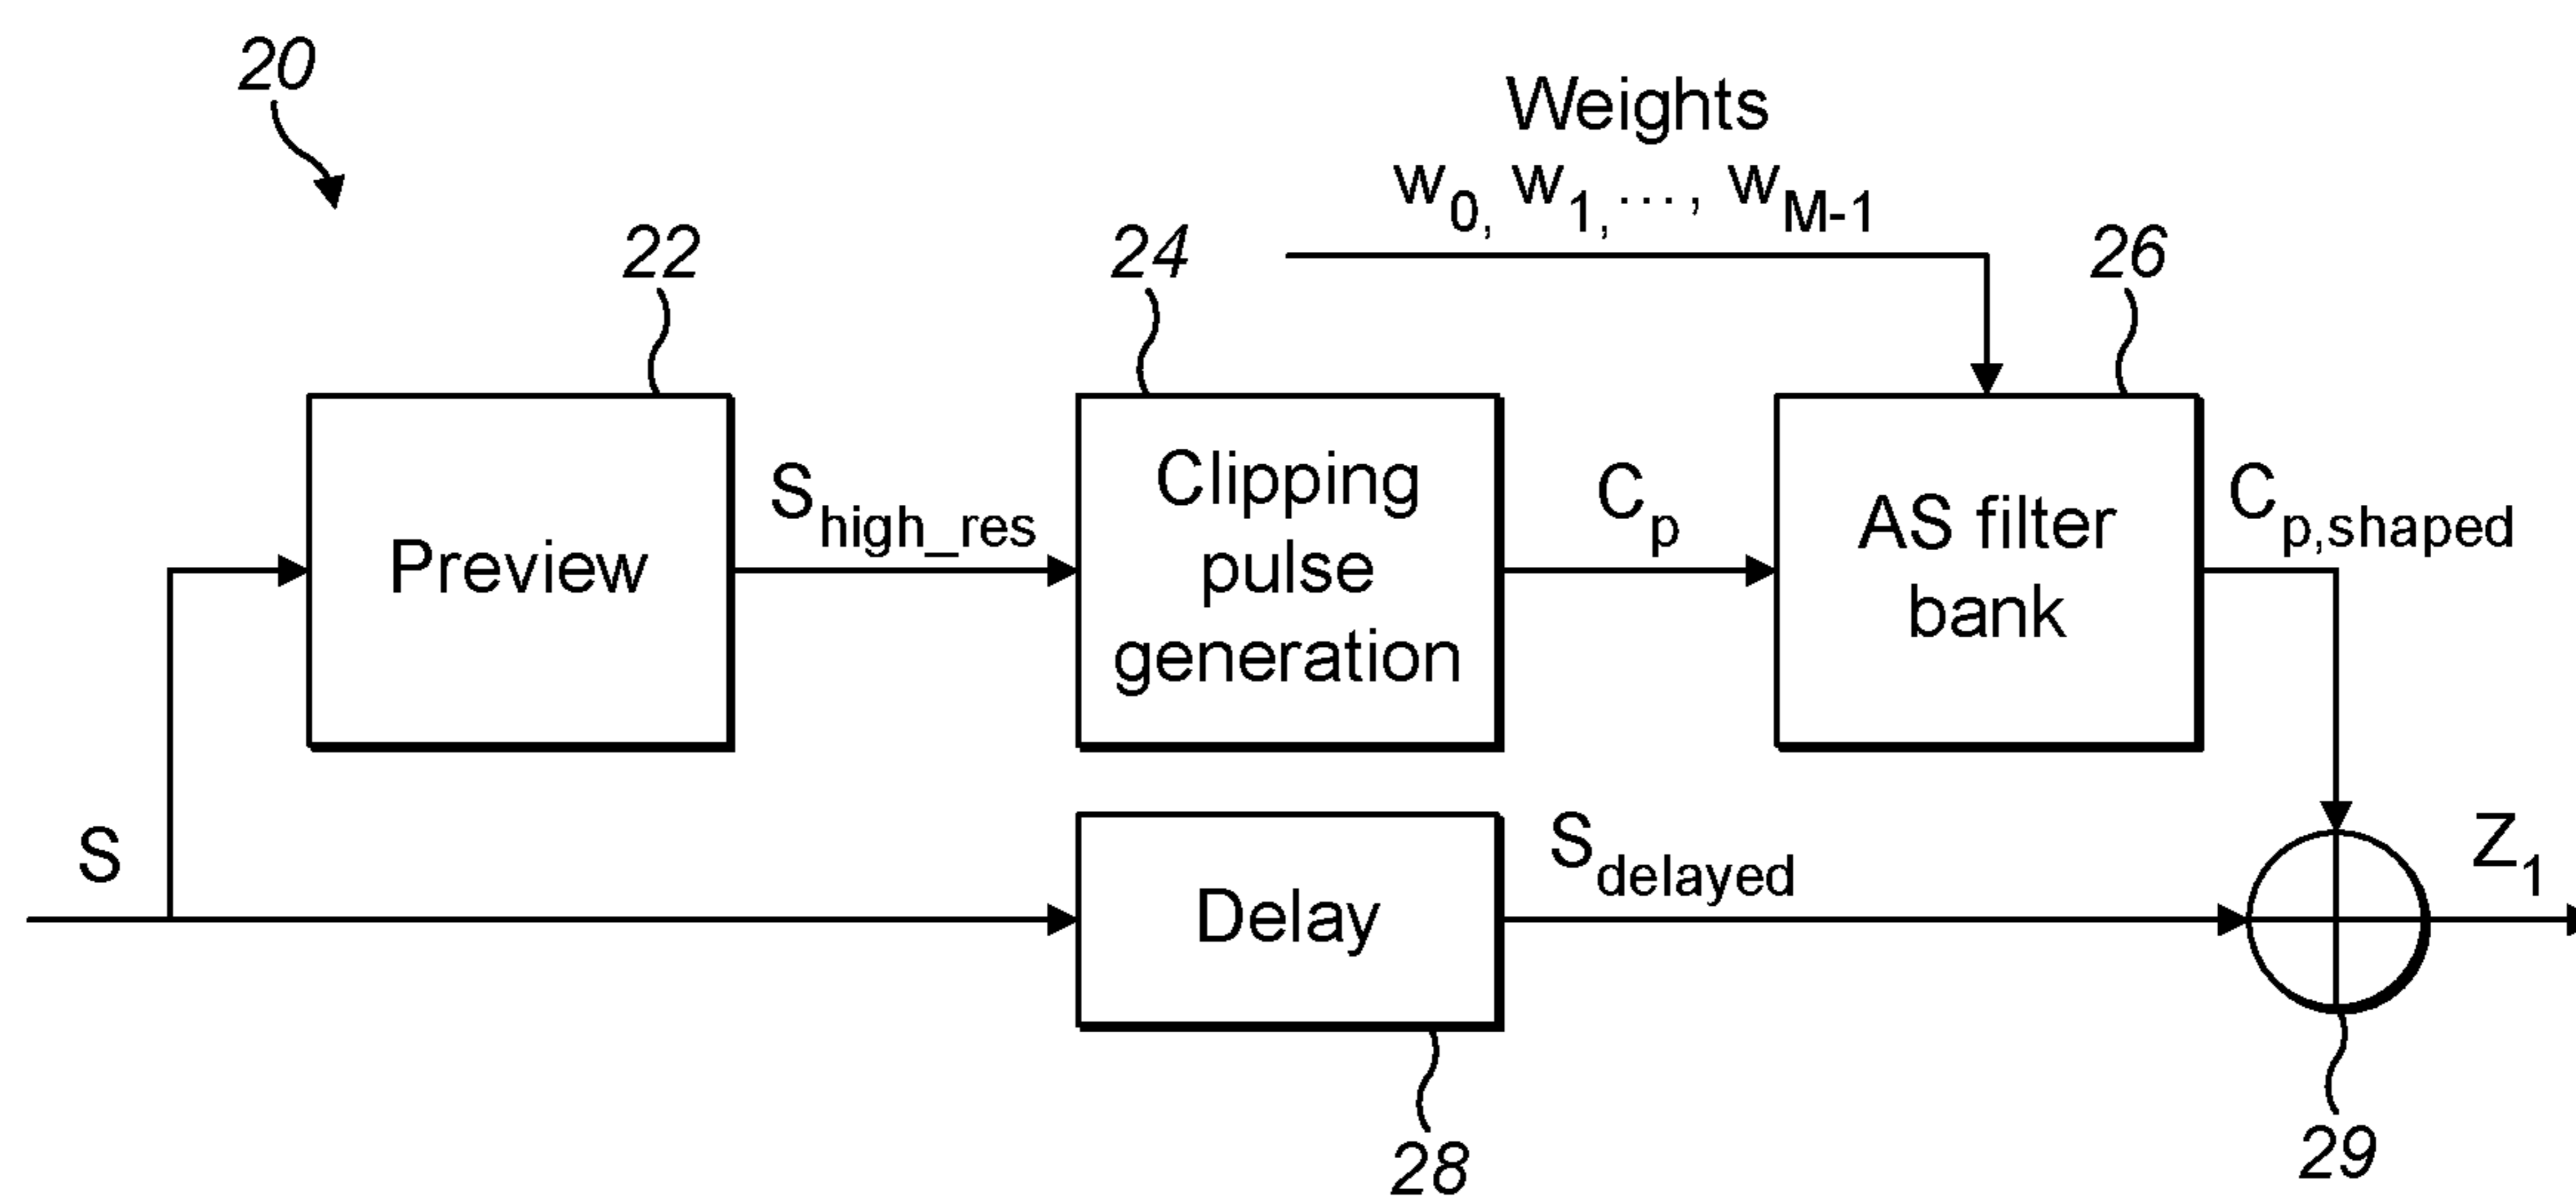 20
Weights
w0, w1, ..., wM-1
22
24
26
Preview
Shigh_res
Clipping
pulse
generation
Cp
AS filter
bank
Cp,shaped
S
Delay
Sdelayed
Z1
28
29